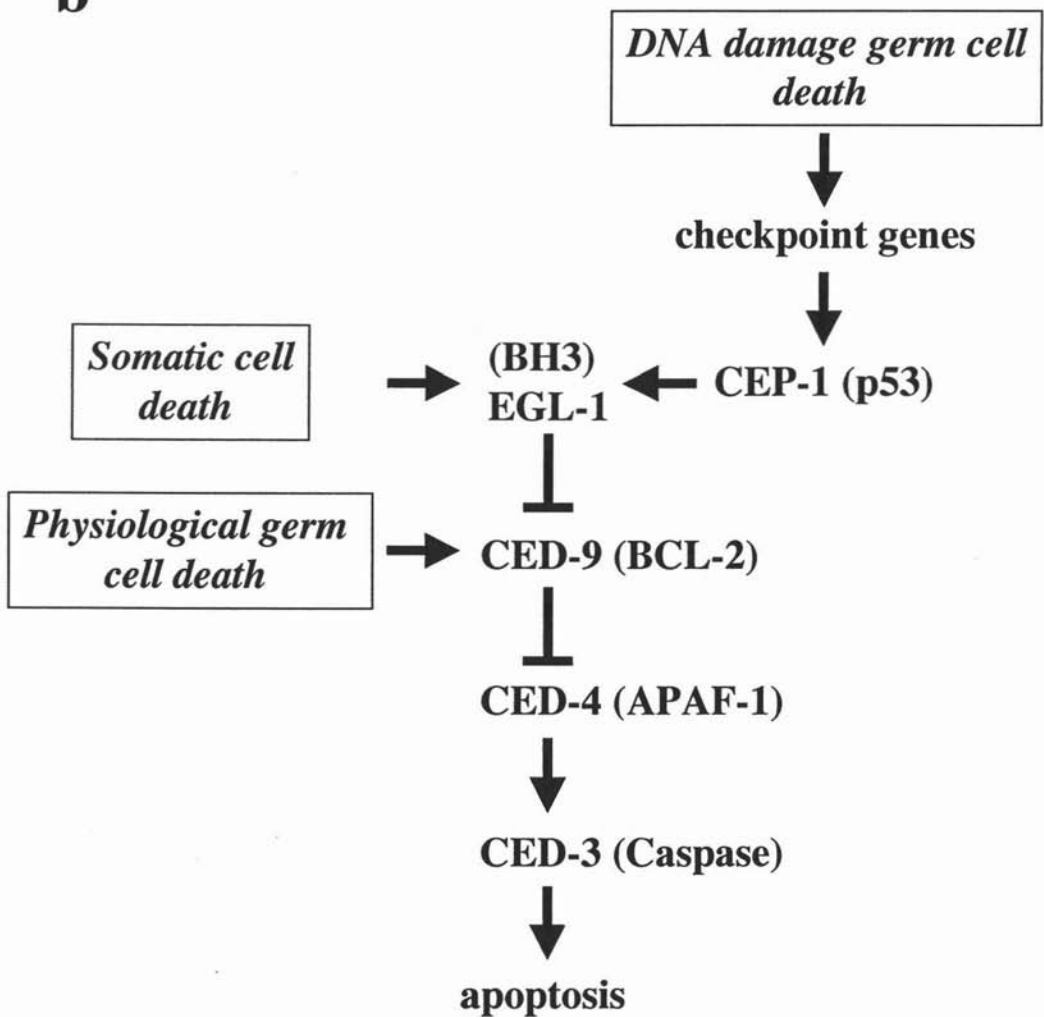 b
DNA damage germ cell
death
checkpoint genes
Somatic cell
death
(BH3)
EGL-1
CEP-1 (p53)
Physiological germ
cell death
CED-9 (BCL-2)
CED-4 (APAF-1)
CED-3 (Caspase)
apoptosis